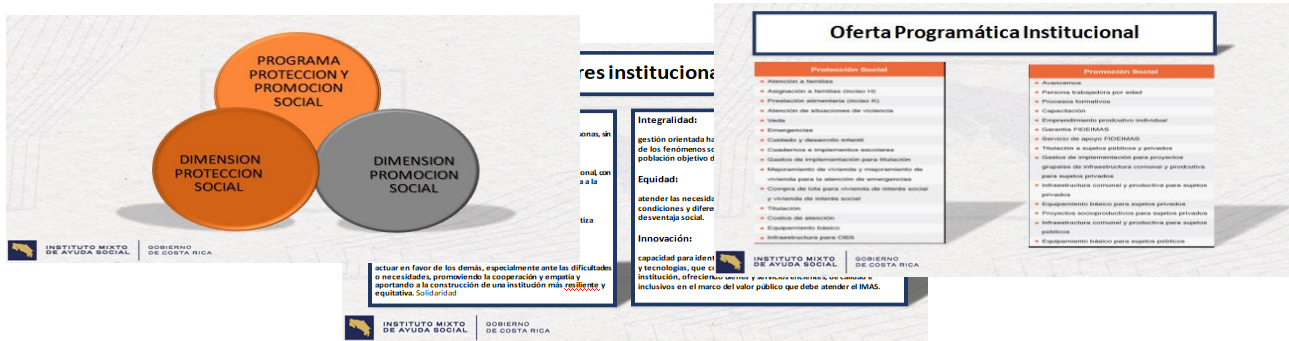 PROGRAMA
PROTECCION Y
PROMOCION
SOCIAL
DIMENSION
PROTECCION
SOCIAL
DIMENSION
PROMOCION
SOCIAL
INSTITUTO MIXTO
DE AYUDA SOCIAL
GOBIERNO
DE COSTA RICA
res instituciona
onas, sin
onal, con
a a la
tiza
actuar en favor de los demás, especialmente ante las dificultades
o necesidades, promoviendo la cooperación y empatía y
aportando a la construcción de una institución más resiliente y
equitativa. Solidaridad
Integralidad:
gestión orientada ha
de los fenómenos so
población objetivo d
Equidad:
atender las necesida
condiciones y difere
desventaja social.
Innovación:
capacidad para ident
y tecnologías, que co
institución, ofreciendo bienes y servicios eficientes, de calidad e
inclusivos en el marco del valor público que debe atender el IMAS.
INSTITUTO MIXTO
DE AYUDA SOCIAL
GOBIERNO
DE COSTA RICA
Oferta Programática Institucional
Protección Social
Atención a familias
Asignación a familias (inciso H)
Prestación alimentaria (inciso K)
Atención de situaciones de violencia
Veda
Emergencias
Cuidado y desarrollo infantil
Cuadernos e implementos escolares
Gastos de implementación para titulación
Mejoramiento de vivienda y mejoramiento de
vivienda para la atención de emergencias
Compra de lote para vivienda de interés social
y vivienda de interés social
Titulación
Costos de atención
Equipamiento básico
Infraestructura para OBS
Promoción Social
Avancemos
Persona trabajadora por edad
Procesos formativos
Capacitación
Emprendimiento productivo individual
Garantía FIDEIMAS
Servicio de apoyo FIDEIMAS
Titulación a sujetos públicos y privados
Gastos de implementación para proyectos
grupales de infraestructura comunal y productiva
para sujetos privados
Infraestructura comunal y productiva para sujetos
privados
Equipamiento básico para sujetos privados
Proyectos socioproductivos para sujetos privados
Infraestructura comunal y productiva para sujetos
públicos
Equipamiento básico para sujetos públicos
INSTITUTO MIXTO
DE AYUDA SOCIAL
GOBIERNO
DE COSTA RICA